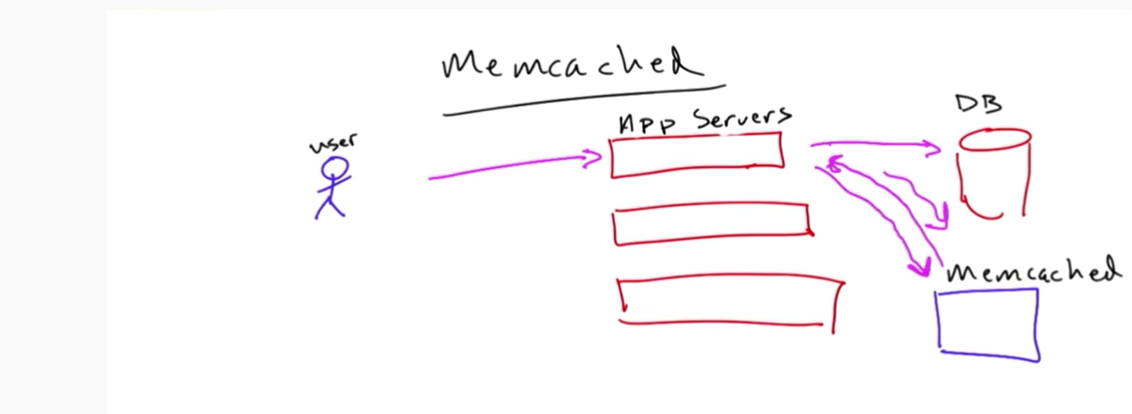 Memcached
DB
App Servers
user
memcached